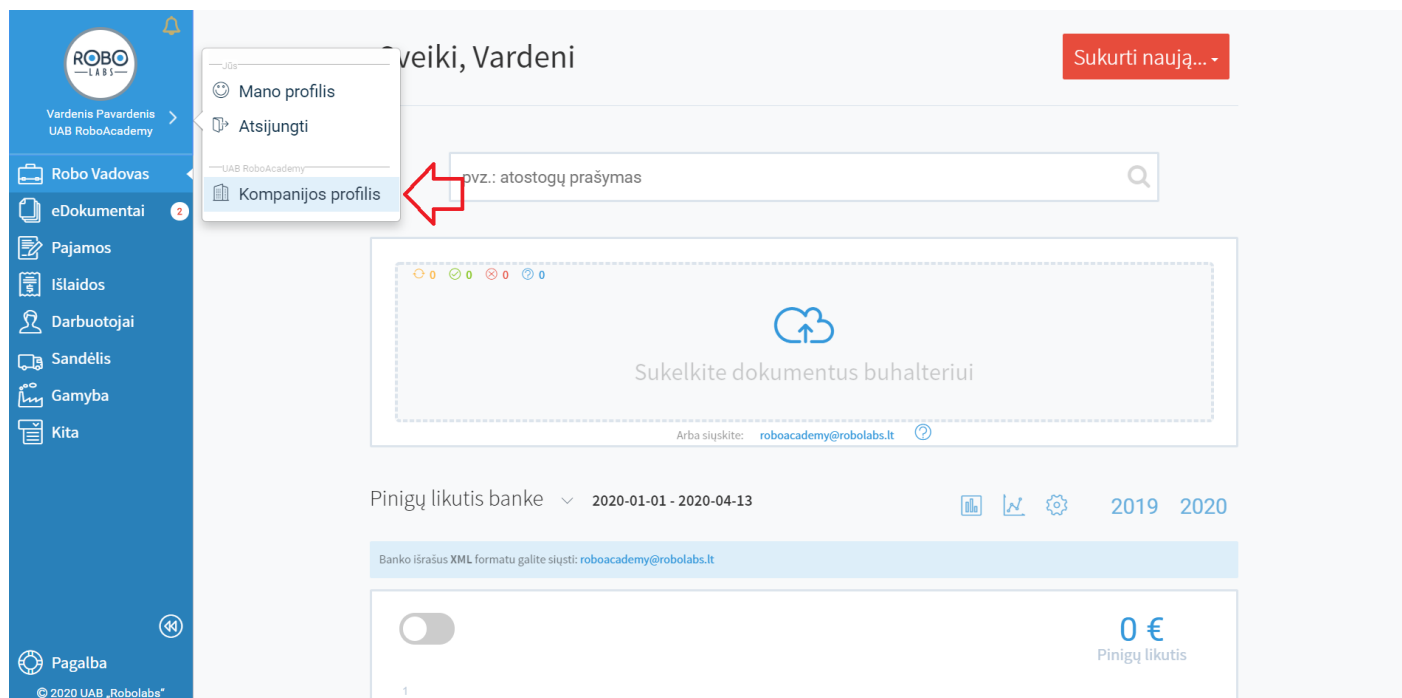 ROBO
LABS
Vardenis Pavardenis
UAB RoboAcademy
Robo Vadovas
eDokumentai 2
Pajamos
Išlaidos
Darbuotojai
Sandėlis
Gamyba
Kita
Pagalba
© 2020 UAB „Robolabs“
Jūs
Mano profilis
Atsijungti
UAB RoboAcademy
Kompanijos profilis
veiki, Vardeni
Sukurti naują...
pvz.: atostogų prašymas
0 0 0 0
Sukelkite dokumentus buhalteriui
Arba siųskite: roboacademy@robolabs.lt
Pinigų likutis banke 2020-01-01 - 2020-04-13 2019 2020
Banko išrašus XML formatu galite siųsti: roboacademy@robolabs.lt
0 €
Pinigų likutis
1